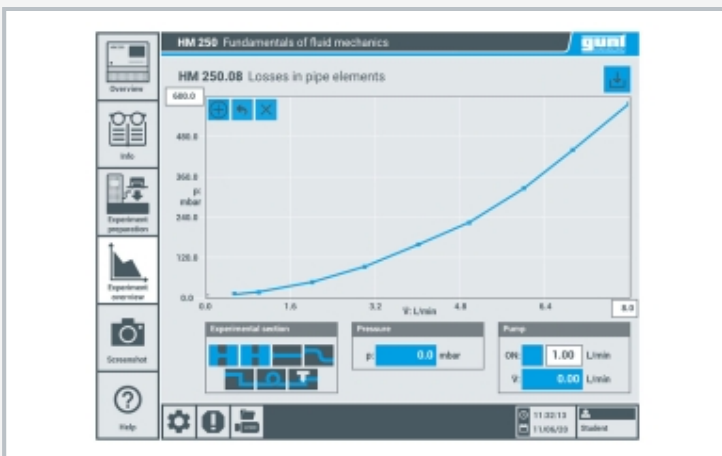 HM 250 Fundamentals of fluid mechanics
gunt
HM 250.08 Losses in pipe elements
Overview
Info
Experiment
preparation
Experiment
overview
Screenshot
Help
600.0
480.0
360.0
p:
mbar
240.0
120.0
0.0
0.0 1.6 3.2 V̇: L/min 4.8 6.4 8.0
Experimental section
Pressure
p: 0.0 mbar
Pump
ON: 1.00 L/min
V̇: 0.00 L/min
11:32:13
11/06/20
Student